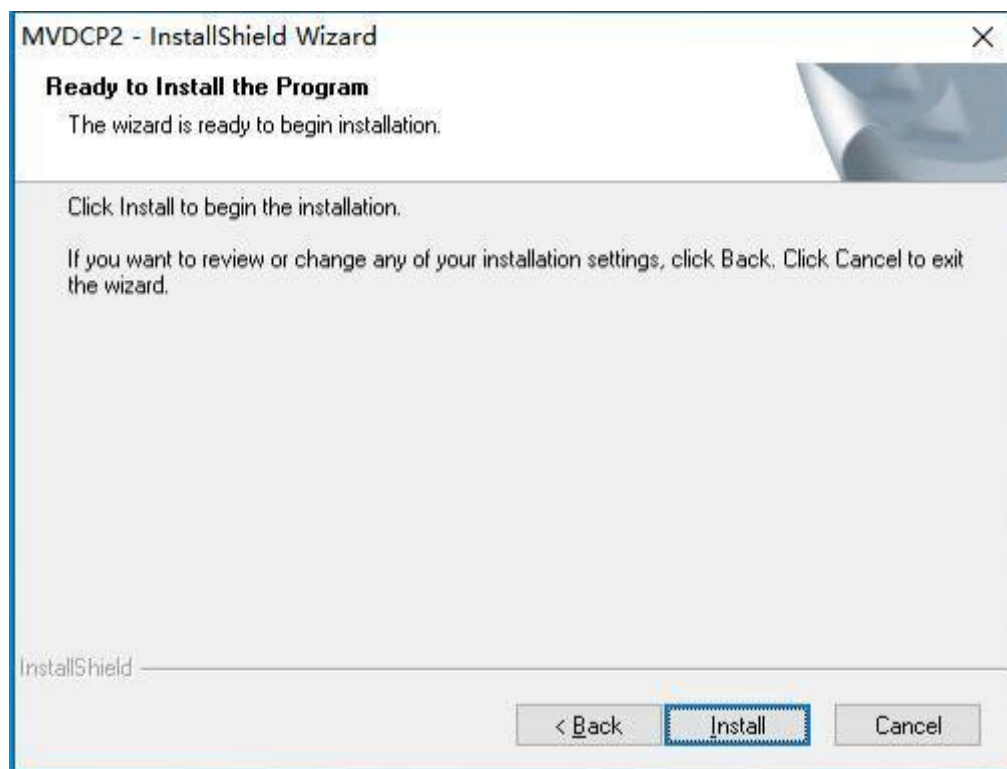 MVDCP2 - InstallShield Wizard
Ready to Install the Program
The wizard is ready to begin installation.
Click Install to begin the installation.
If you want to review or change any of your installation settings, click Back. Click Cancel to exit
the wizard.
InstallShield
< Back
Install
Cancel